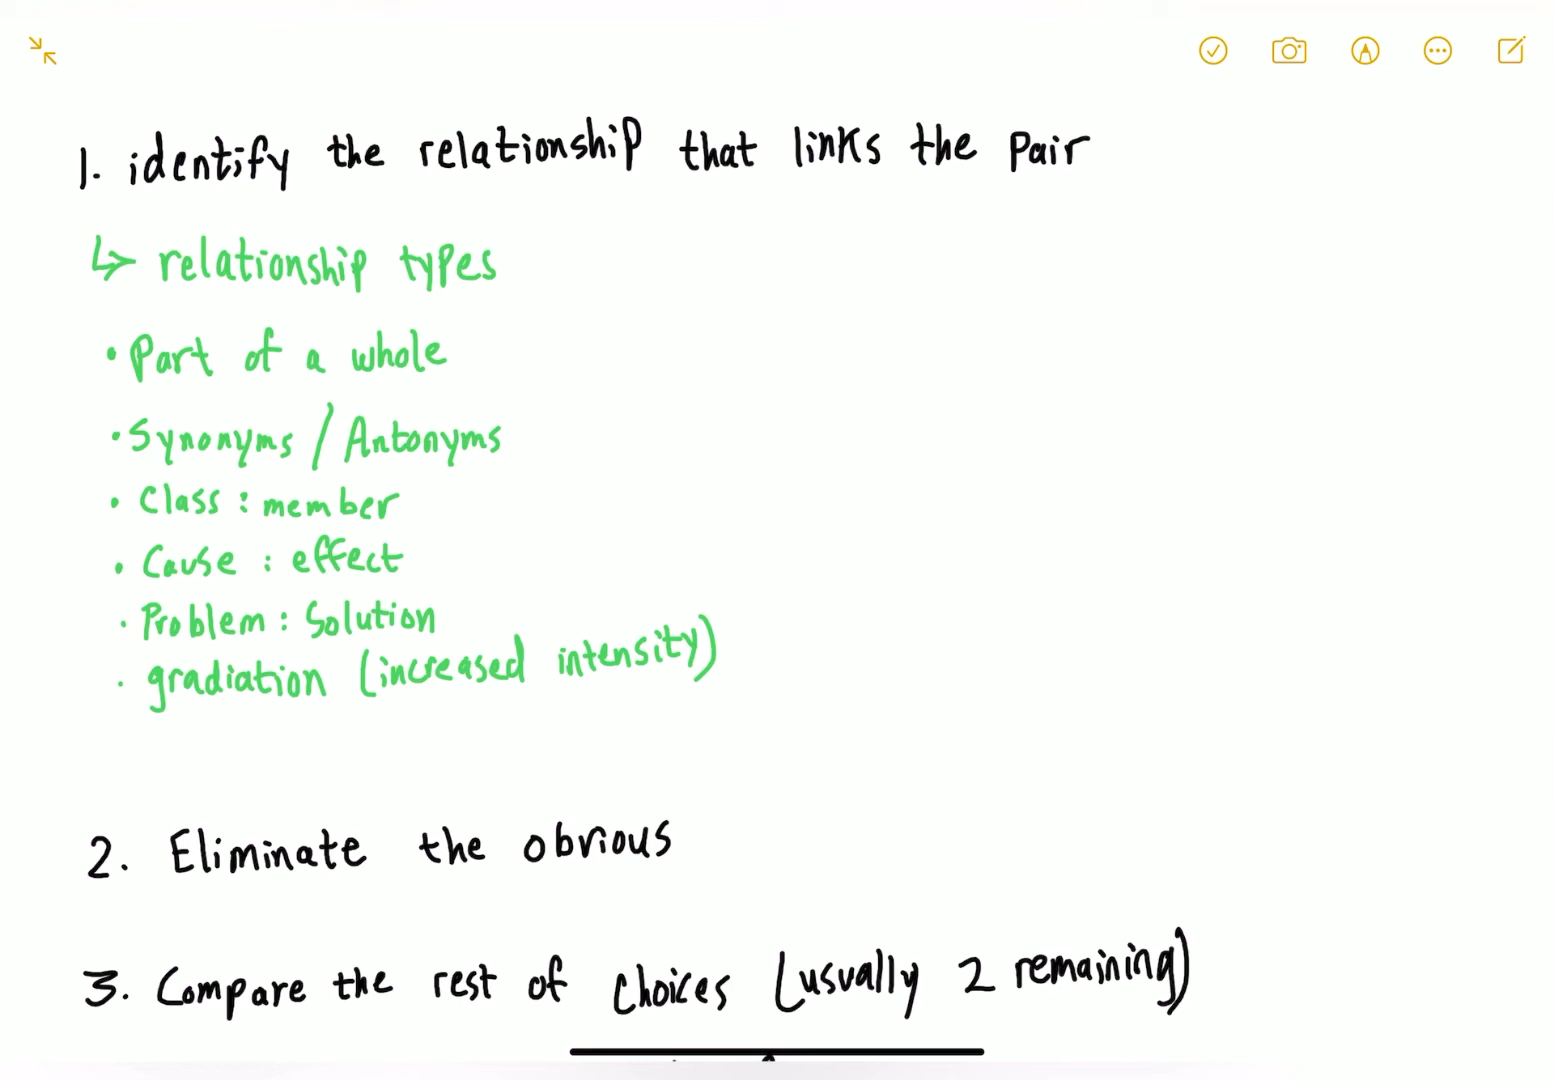 1. identify the relationship that links the pair
↳ relationship types
• Part of a whole
• Synonyms / Antonyms
• Class : member
• Cause : effect
• Problem : Solution
• gradiation (increased intensity)
2. Eliminate the obvious
3. Compare the rest of choices (usually 2 remaining)